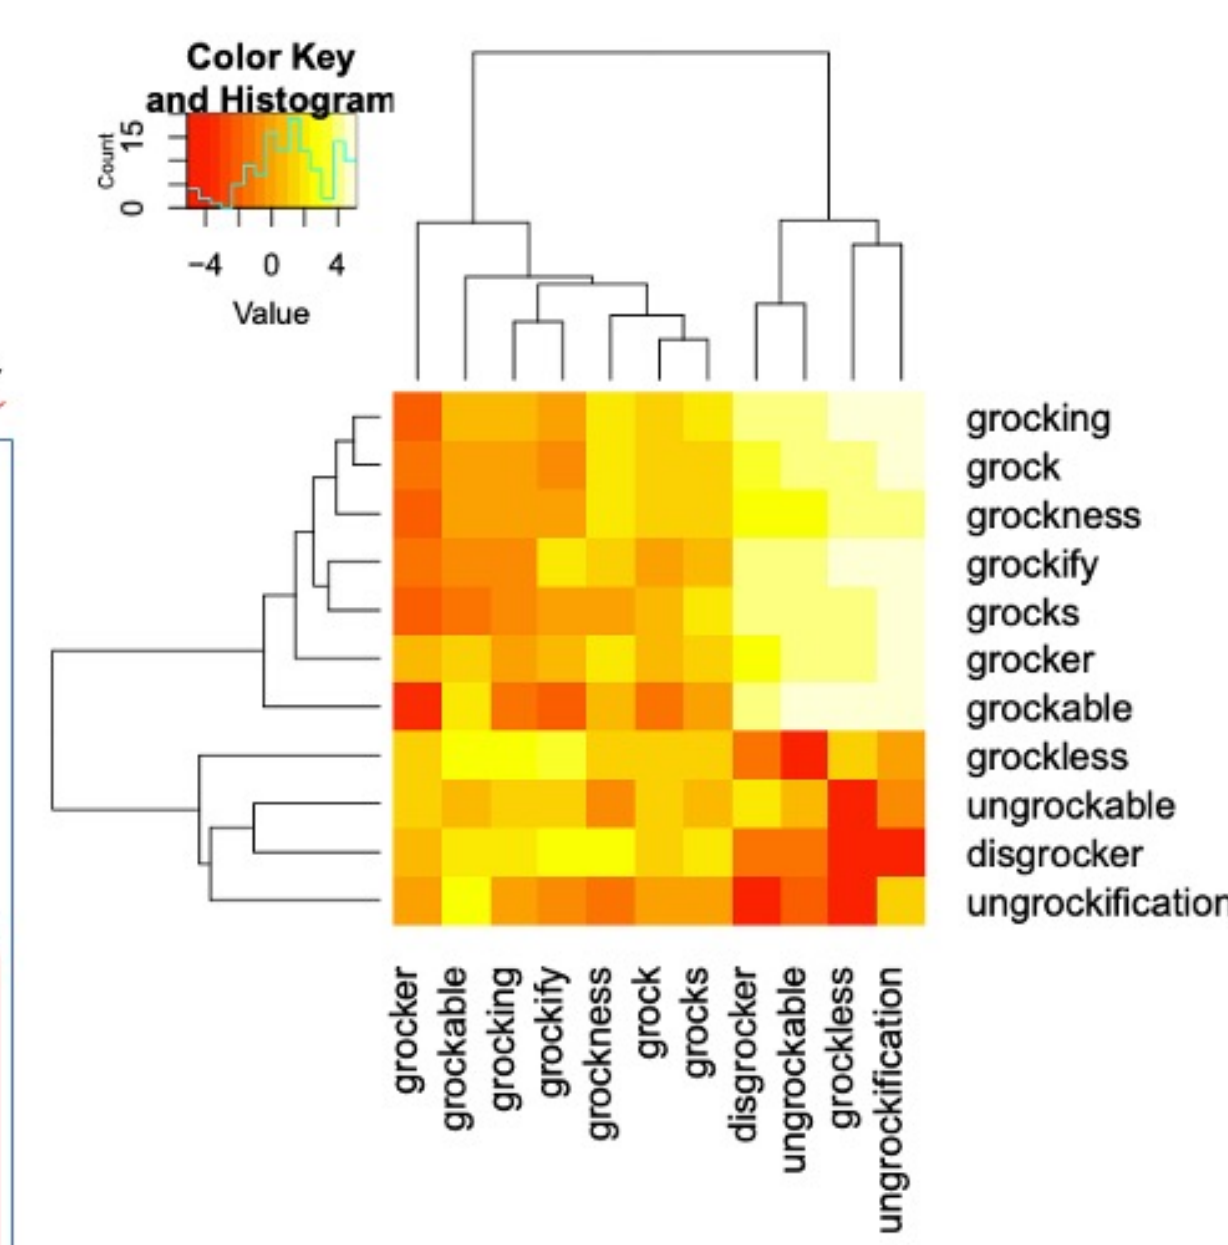 Color Key
and Histogram
Count
0 15
−4 0 4
Value
grocking
grock
grockness
grockify
grocks
grocker
grockable
grockless
ungrockable
disgrocker
ungrockification
grocker
grockable
grocking
grockify
grockness
grock
grocks
disgrocker
ungrockable
grockless
ungrockification